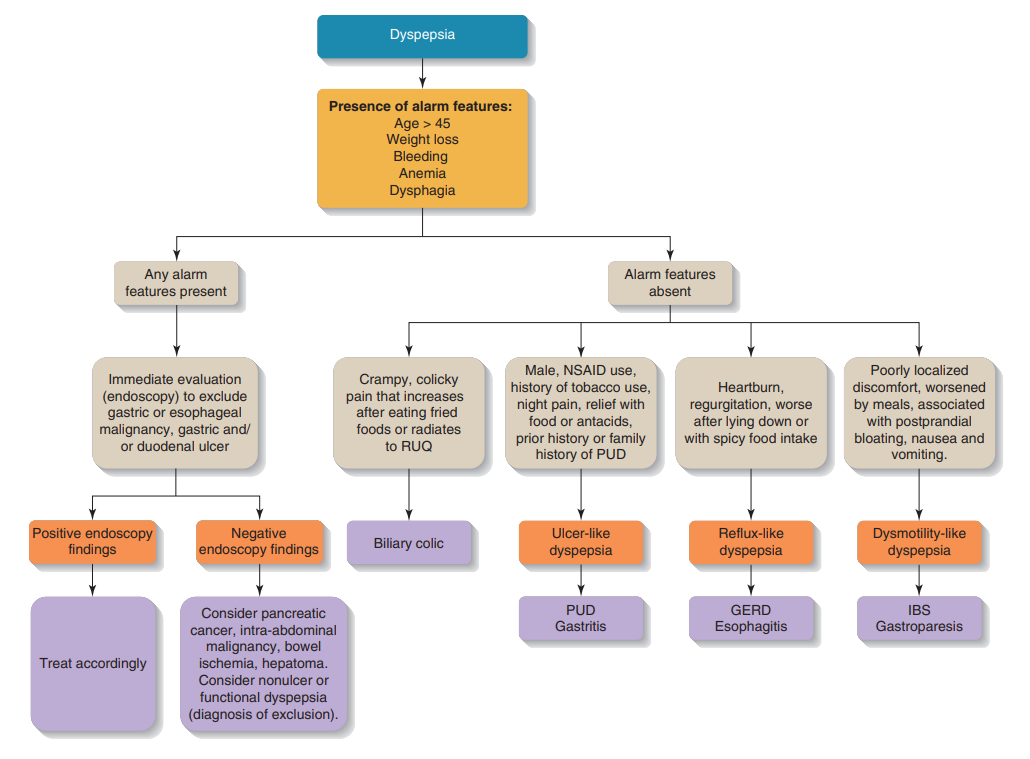 Dyspepsia
Presence of alarm features:
Age > 45
Weight loss
Bleeding
Anemia
Dysphagia
Any alarm
features present
Alarm features
absent
Immediate evaluation
(endoscopy) to exclude
gastric or esophageal
malignancy, gastric and/
or duodenal ulcer
Crampy, colicky
pain that increases
after eating fried
foods or radiates
to RUQ
Male, NSAID use,
history of tobacco use,
night pain, relief with
food or antacids,
prior history or family
history of PUD
Heartburn,
regurgitation, worse
after lying down or
with spicy food intake
Poorly localized
discomfort, worsened
by meals, associated
with postprandial
bloating, nausea and
vomiting.
Positive endoscopy
findings
Negative
endoscopy findings
Biliary colic
Ulcer-like
dyspepsia
Reflux-like
dyspepsia
Dysmotility-like
dyspepsia
Treat accordingly
Consider pancreatic
cancer, intra-abdominal
malignancy, bowel
ischemia, hepatoma.
Consider nonulcer or
functional dyspepsia
(diagnosis of exclusion).
PUD
Gastritis
GERD
Esophagitis
IBS
Gastroparesis